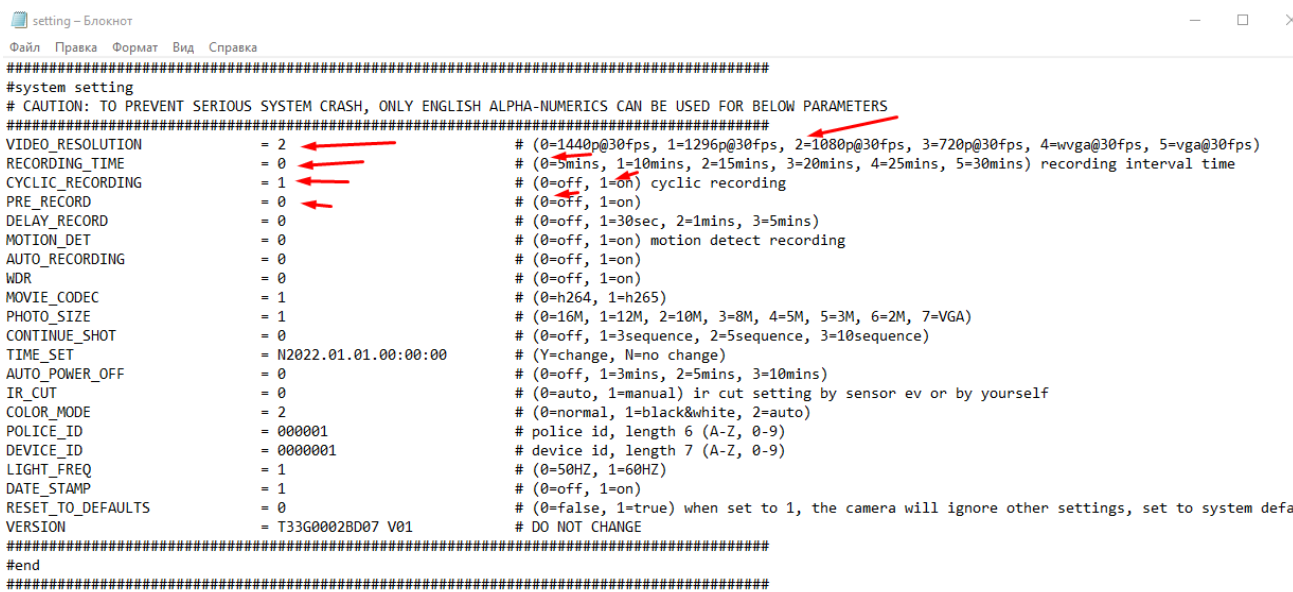 setting – Блокнот
Файл Правка Формат Вид Справка
##########################################################################################
#system setting
# CAUTION: TO PREVENT SERIOUS SYSTEM CRASH, ONLY ENGLISH ALPHA-NUMERICS CAN BE USED FOR BELOW PARAMETERS
##########################################################################################
VIDEO_RESOLUTION = 2 # (0=1440p@30fps, 1=1296p@30fps, 2=1080p@30fps, 3=720p@30fps, 4=wvga@30fps, 5=vga@30fps)
RECORDING_TIME = 0 # (0=5mins, 1=10mins, 2=15mins, 3=20mins, 4=25mins, 5=30mins) recording interval time
CYCLIC_RECORDING = 1 # (0=off, 1=on) cyclic recording
PRE_RECORD = 0 # (0=off, 1=on)
DELAY_RECORD = 0 # (0=off, 1=30sec, 2=1mins, 3=5mins)
MOTION_DET = 0 # (0=off, 1=on) motion detect recording
AUTO_RECORDING = 0 # (0=off, 1=on)
WDR = 0 # (0=off, 1=on)
MOVIE_CODEC = 1 # (0=h264, 1=h265)
PHOTO_SIZE = 1 # (0=16M, 1=12M, 2=10M, 3=8M, 4=5M, 5=3M, 6=2M, 7=VGA)
CONTINUE_SHOT = 0 # (0=off, 1=3sequence, 2=5sequence, 3=10sequence)
TIME_SET = N2022.01.01.00:00:00 # (Y=change, N=no change)
AUTO_POWER_OFF = 0 # (0=off, 1=3mins, 2=5mins, 3=10mins)
IR_CUT = 0 # (0=auto, 1=manual) ir cut setting by sensor ev or by yourself
COLOR_MODE = 2 # (0=normal, 1=black&white, 2=auto)
POLICE_ID = 000001 # police id, length 6 (A-Z, 0-9)
DEVICE_ID = 0000001 # device id, length 7 (A-Z, 0-9)
LIGHT_FREQ = 1 # (0=50HZ, 1=60HZ)
DATE_STAMP = 1 # (0=off, 1=on)
RESET_TO_DEFAULTS = 0 # (0=false, 1=true) when set to 1, the camera will ignore other settings, set to system defa
VERSION = T33G0002BD07 V01 # DO NOT CHANGE
##########################################################################################
#end
##########################################################################################